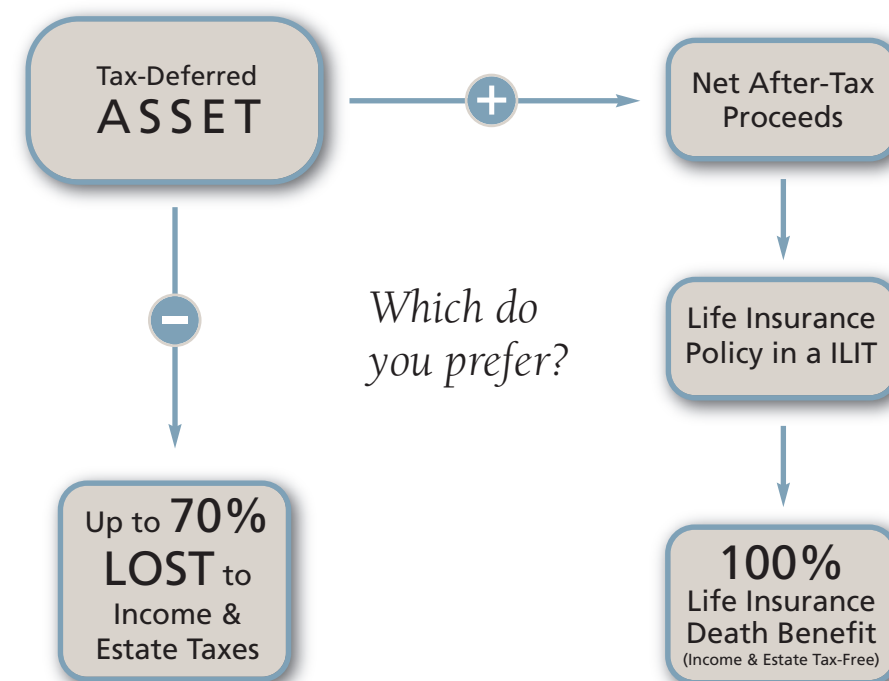 Tax-Deferred
ASSET
Net After-Tax
Proceeds
Which do
you prefer?
Life Insurance
Policy in a ILIT
Up to 70%
LOST to
Income &
Estate Taxes
100%
Life Insurance
Death Benefit
(Income & Estate Tax-Free)